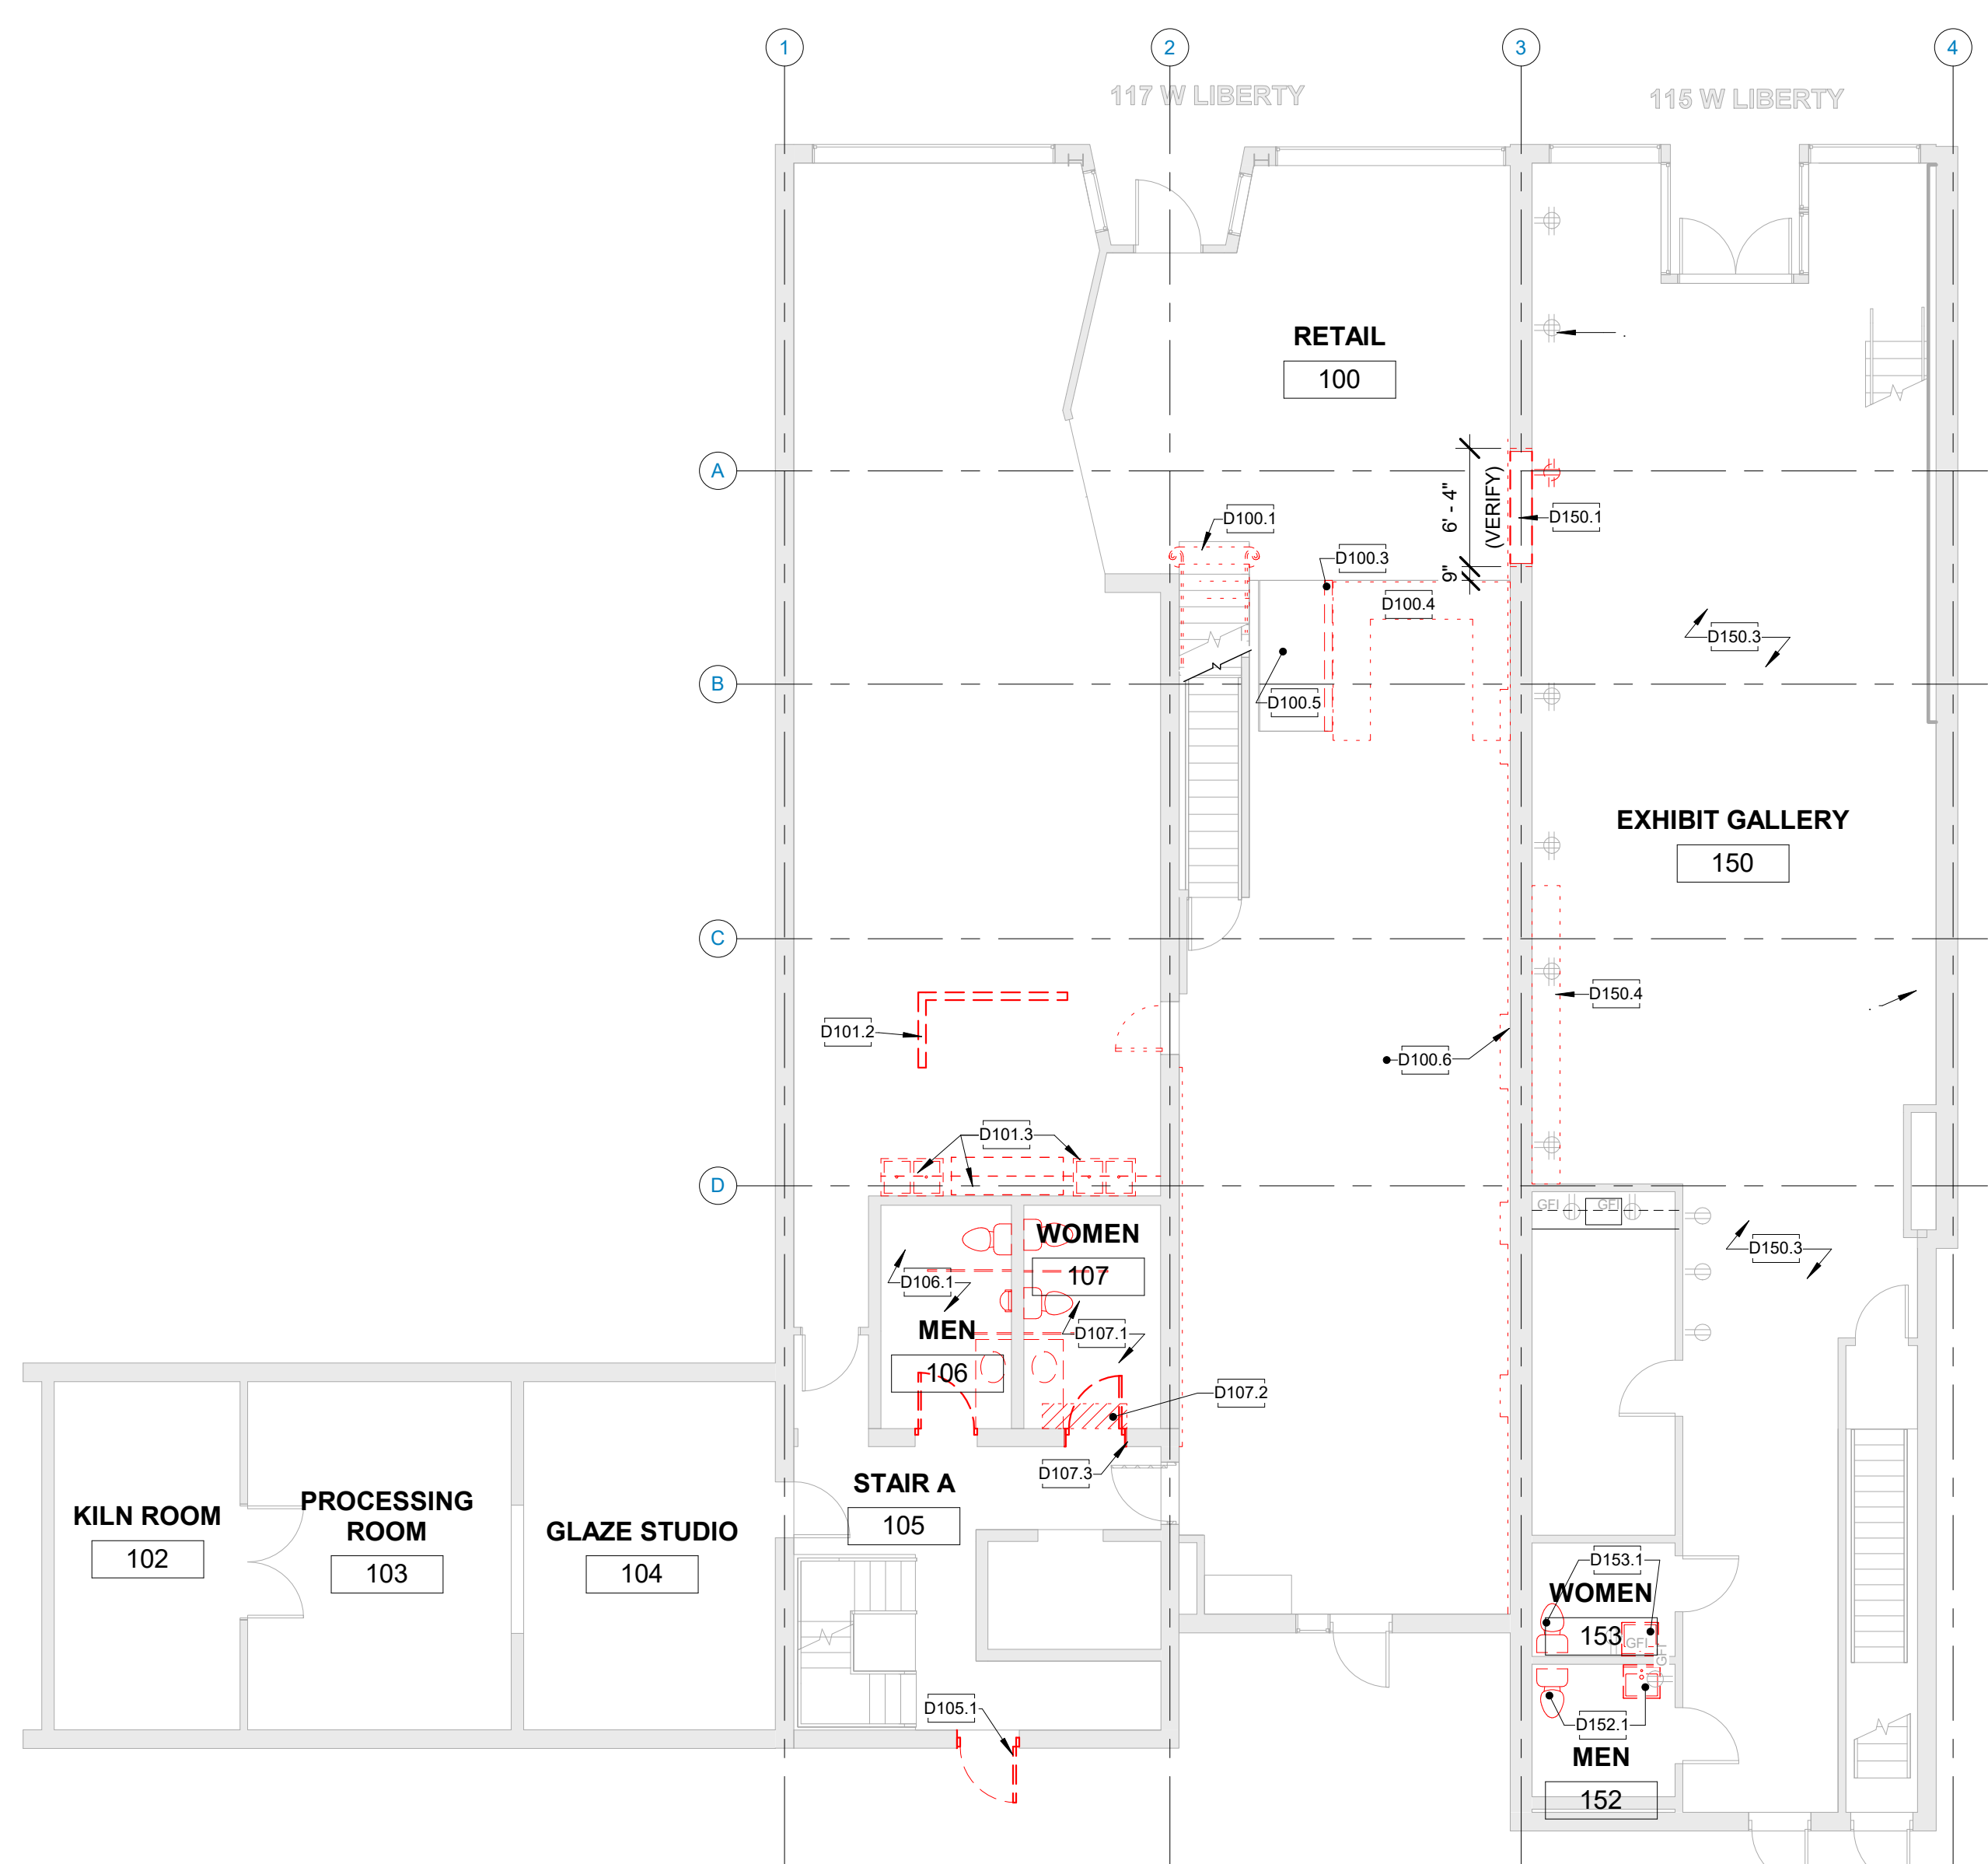 1
2
3
4
117 W LIBERTY
115 W LIBERTY
RETAIL
100
A
6' - 4"
(VERIFY)
9"
D150.1
D100.1
D100.3
D100.4
D150.3
B
D100.5
EXHIBIT GALLERY
150
C
D150.4
D101.2
D100.6
D101.3
D
GFI
GFI
WOMEN
107
D150.3
D106.1
MEN
106
D107.1
D107.2
D107.3
STAIR A
105
KILN ROOM
102
PROCESSING
ROOM
103
GLAZE STUDIO
104
D153.1
WOMEN
153
GFI
GFI
D105.1
D152.1
MEN
152